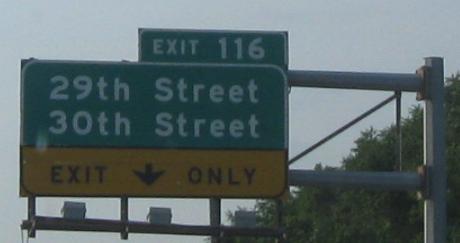 EXIT 116
29th Street
30th Street
EXIT ONLY